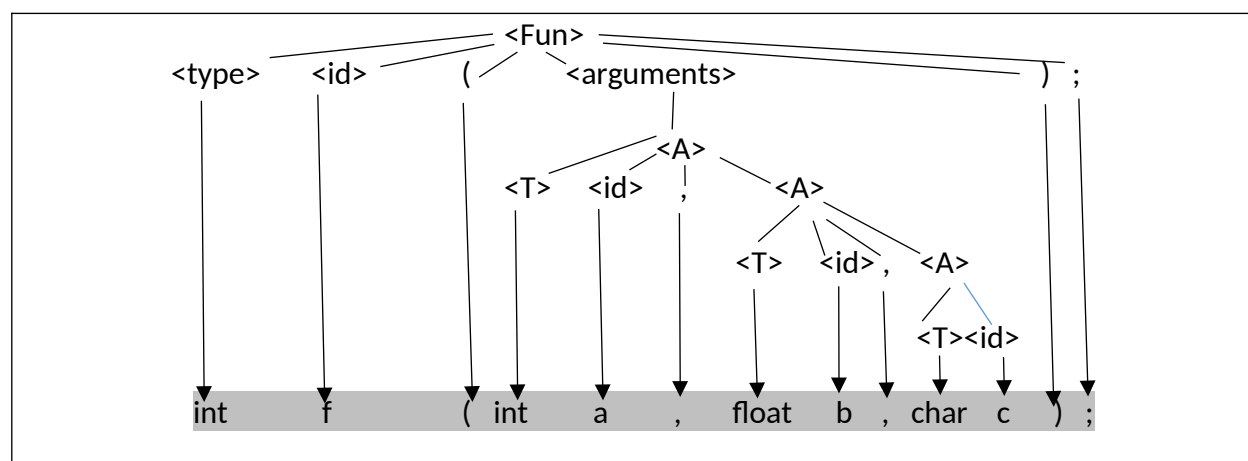 <Fun>
<type> <id> ( <arguments> ) ;
<A>
<T> <id> , <A>
<T> <id> , <A>
<T><id>
int f ( int a , float b , char c ) ;